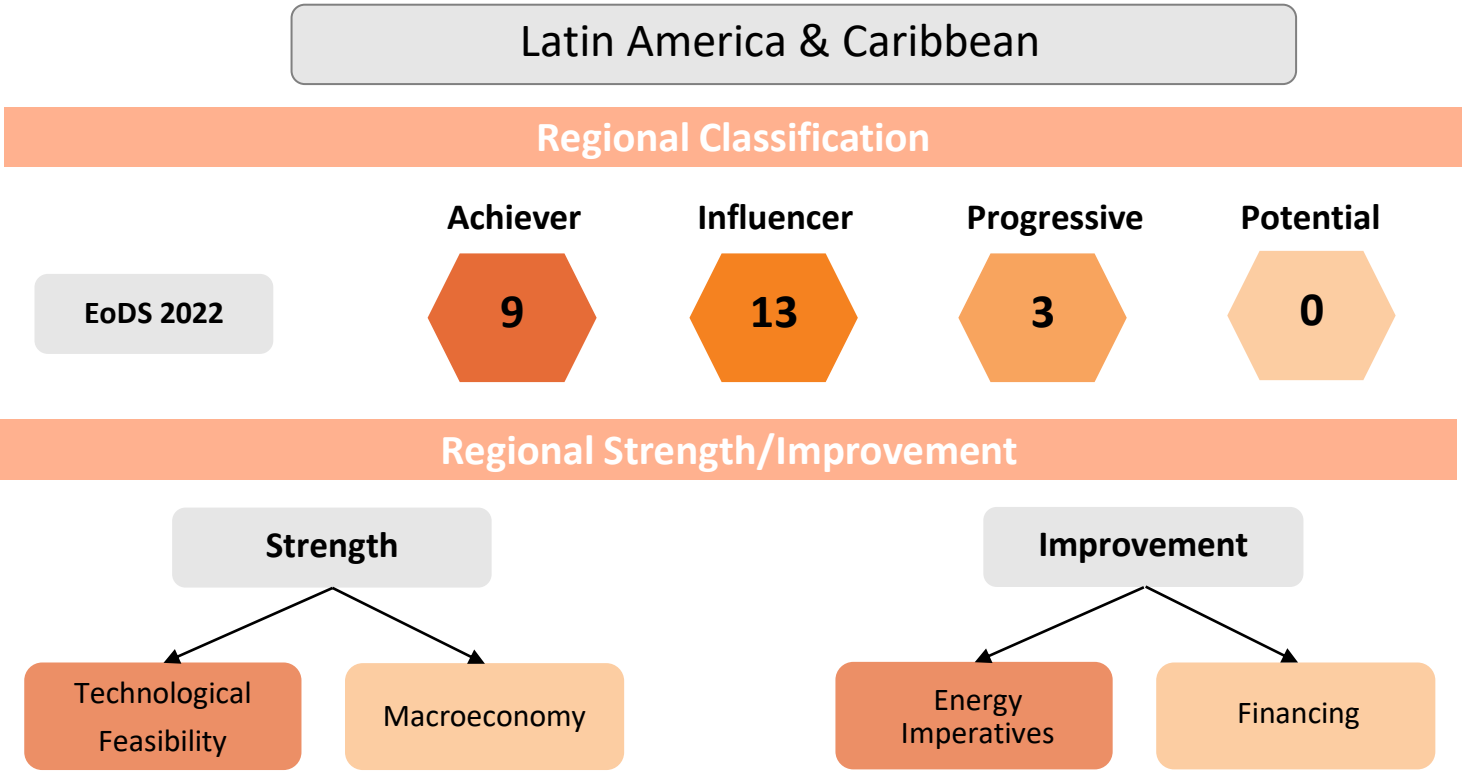 Latin America & Caribbean
Regional Classification
Achiever
Influencer
Progressive
Potential
EoDS 2022
9
13
3
0
Regional Strength/Improvement
Strength
Improvement
Technological
Feasibility
Macroeconomy
Energy
Imperatives
Financing